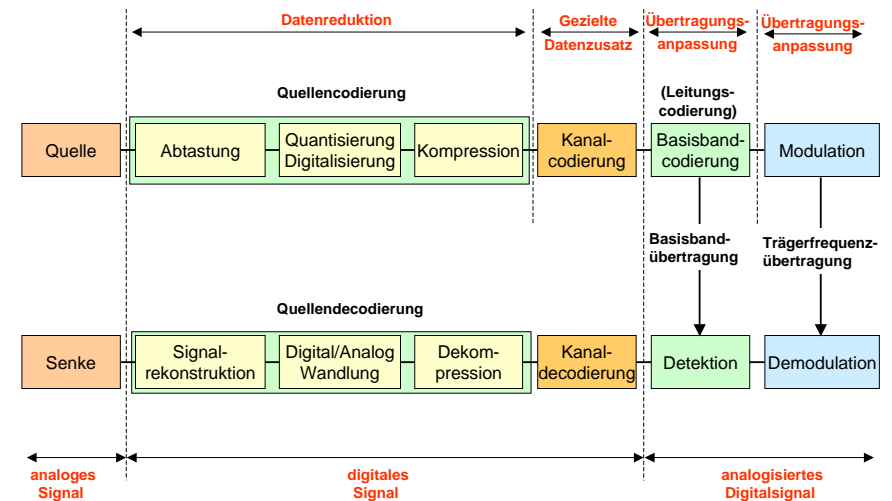 Datenreduktion
Gezielte
Datenzusatz
Übertragungs-
anpassung
Übertragungs-
anpassung
Quellencodierung
(Leitungs-
codierung)
Quelle
Abtastung
Quantisierung
Digitalisierung
Kompression
Kanal-
codierung
Basisband-
codierung
Modulation
Basisband-
übertragung
Trägerfrequenz-
übertragung
Quellendecodierung
Senke
Signal-
rekonstruktion
Digital/Analog
Wandlung
Dekom-
pression
Kanal-
decodierung
Detektion
Demodulation
analoges
Signal
digitales
Signal
analogisiertes
Digitalsignal